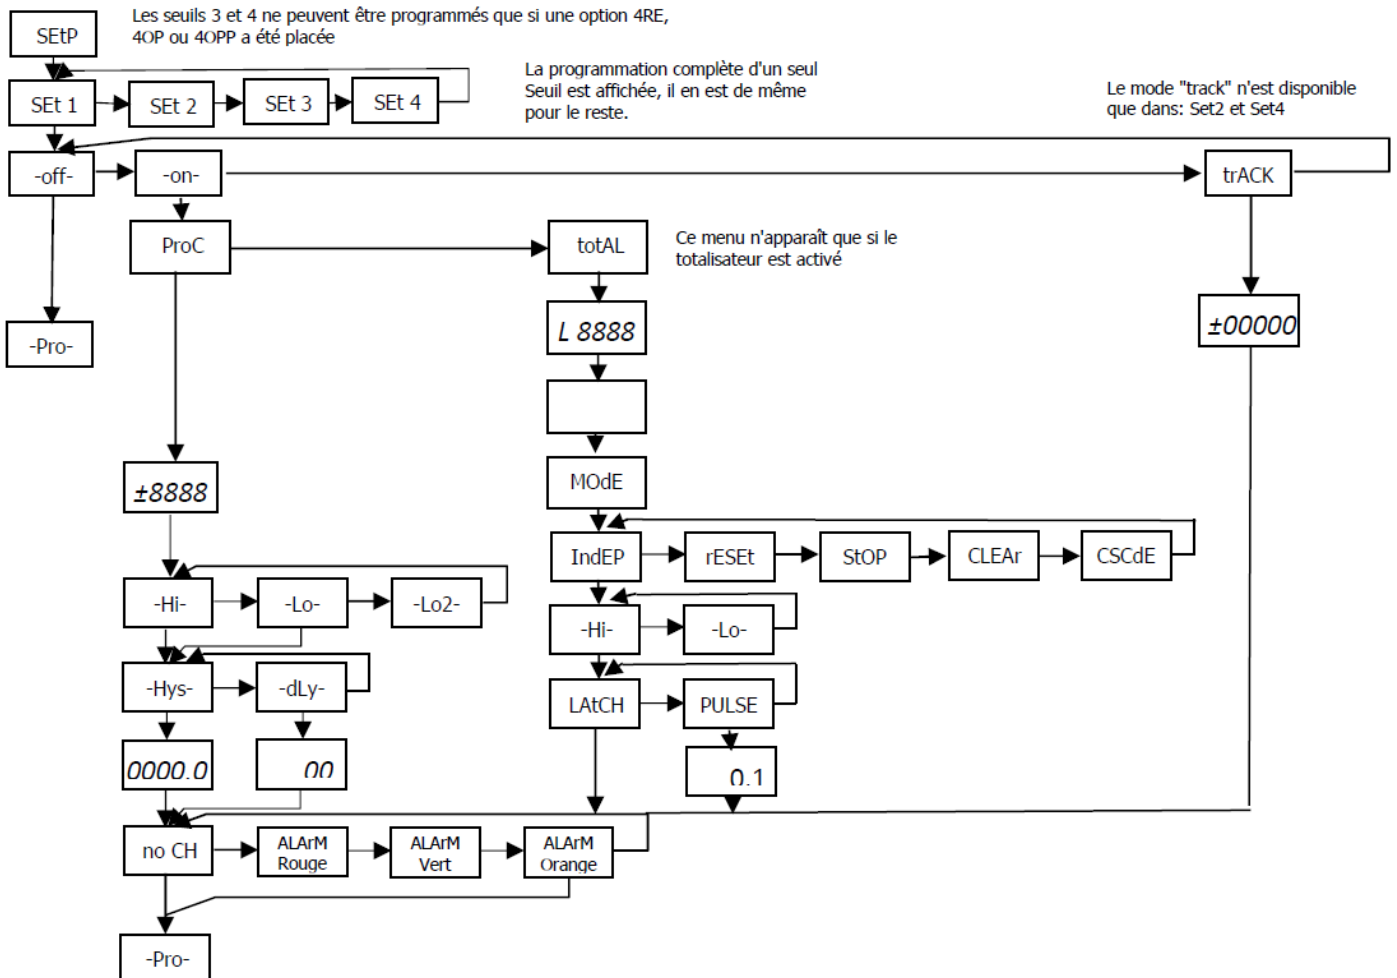 SEtP
Les seuils 3 et 4 ne peuvent être programmés que si une option 4RE,
4OP ou 4OPP a été placée
La programmation complète d'un seul
Seuil est affichée, il en est de même
pour le reste.
Le mode "track" n'est disponible
que dans: Set2 et Set4
SEt 1
SEt 2
SEt 3
SEt 4
-off-
-on-
trACK
ProC
totAL
Ce menu n'apparaît que si le
totalisateur est activé
-Pro-
L 8888
±00000
±8888
MOdE
IndEP
rESEt
StOP
CLEAr
CSCdE
-Hi-
-Lo-
-Lo2-
-Hi-
-Lo-
-Hys-
-dLy-
LAtCH
PULSE
0000.0
00
0.1
no CH
ALArM
Rouge
ALArM
Vert
ALArM
Orange
-Pro-